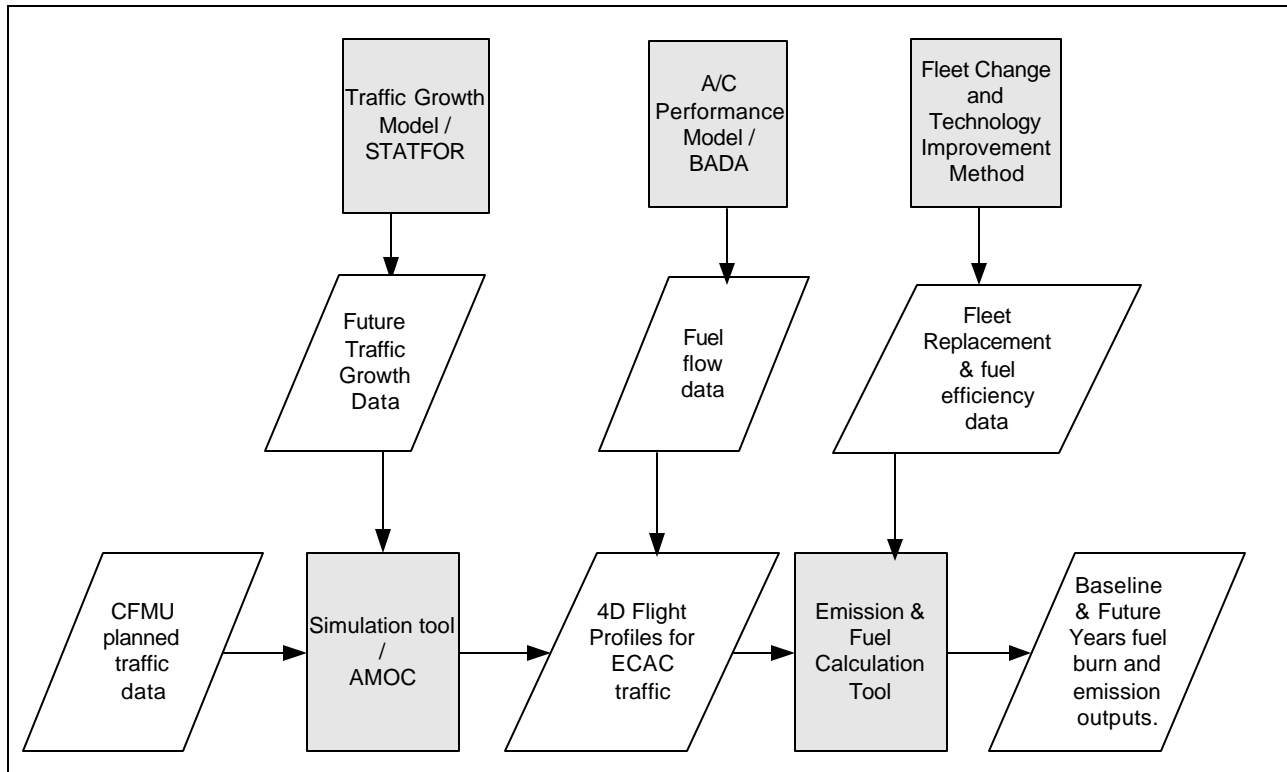 Traffic Growth
Model /
STATFOR
A/C
Performance
Model /
BADA
Fleet Change
and
Technology
Improvement
Method
Future
Traffic
Growth
Data
Fuel
flow
data
Fleet
Replacement
& fuel
efficiency
data
CFMU
planned
traffic
data
Simulation tool
/
AMOC
4D Flight
Profiles for
ECAC
traffic
Emission &
Fuel
Calculation
Tool
Baseline
& Future
Years fuel
burn and
emission
outputs.